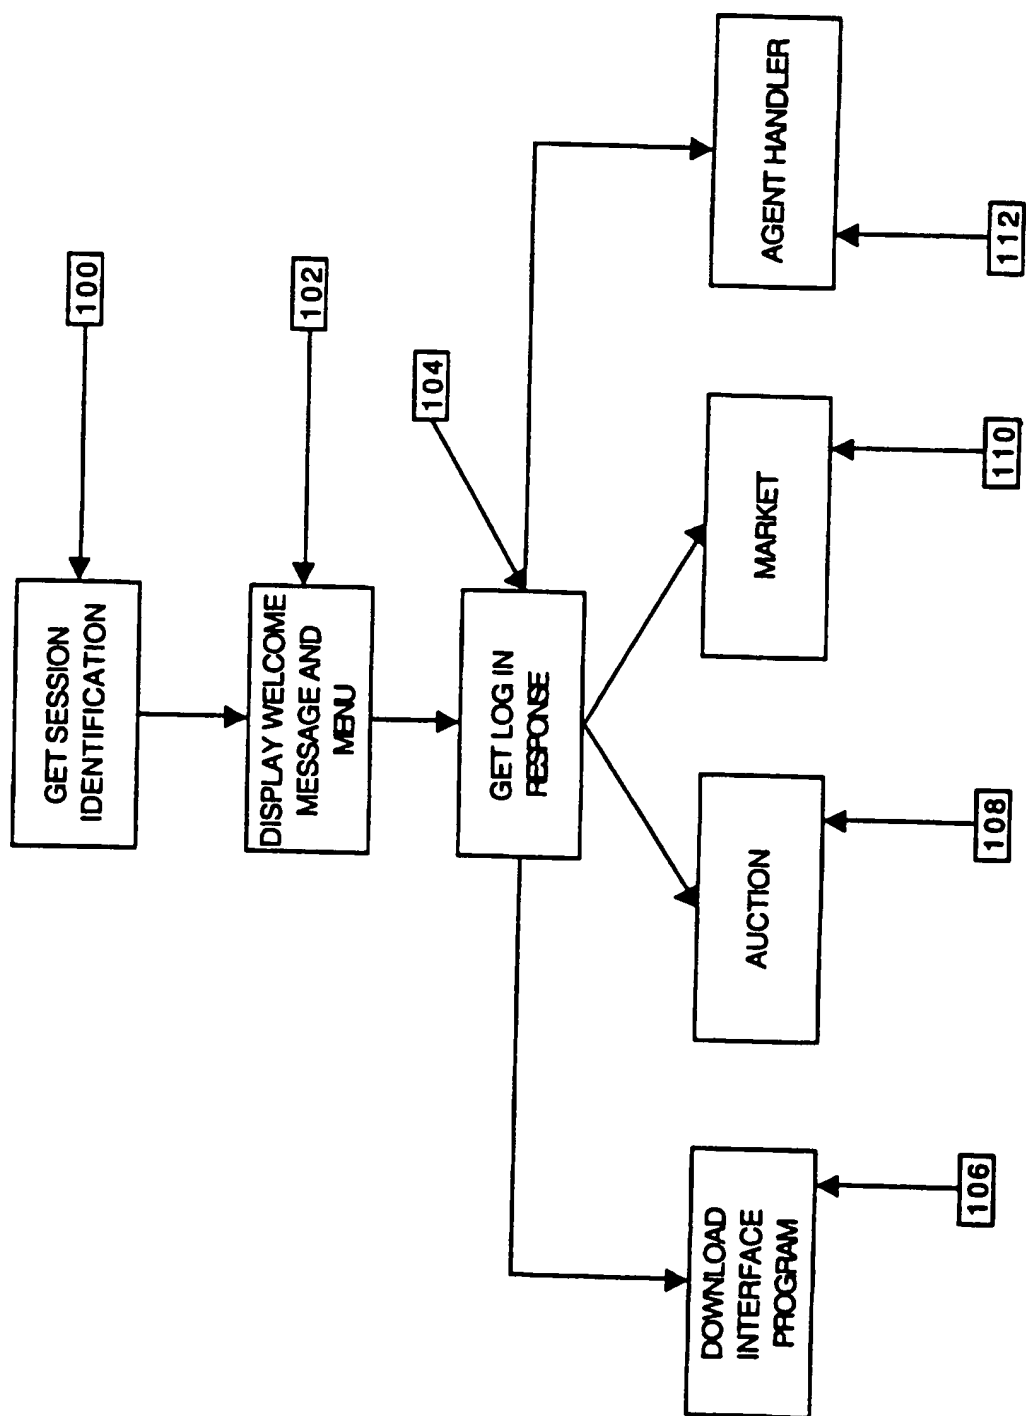 GET SESSION
IDENTIFICATION
100
DISPLAY WELCOME
MESSAGE AND
MENU
102
GET LOG IN
RESPONSE
104
DOWNLOAD
INTERFACE
PROGRAM
106
AUCTION
108
MARKET
110
AGENT HANDLER
112